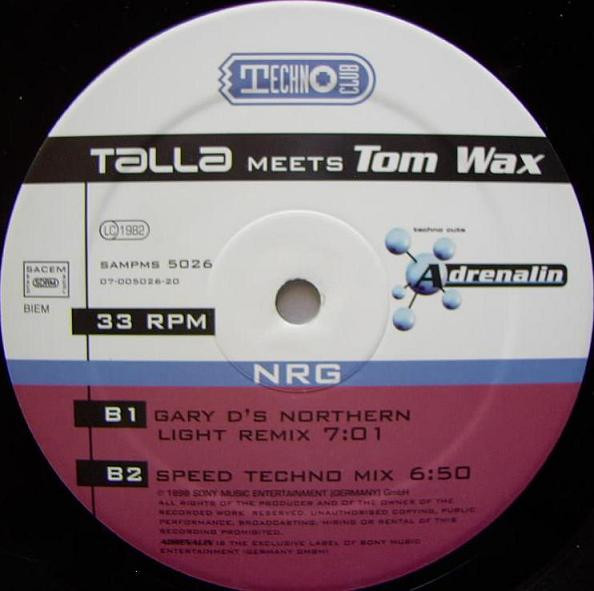 TECHNO CLUB
Talla MEETS Tom Wax
LC 1982
techno cuts
Adrenalin
SAMPMS 5026
07-005026-20
SACEM
SDRM
BIEM
33 RPM
NRG
B1 GARY D'S NORTHERN
LIGHT REMIX 7:01
B2 SPEED TECHNO MIX 6:50
℗ 1998 SONY MUSIC ENTERTAINMENT (GERMANY) GmbH
ALL RIGHTS OF THE PRODUCER AND OF THE OWNER OF THE
RECORDED WORK RESERVED. UNAUTHORISED COPYING, PUBLIC
PERFORMANCE, BROADCASTING, HIRING OR RENTAL OF THIS
RECORDING PROHIBITED.
ADRENALIN IS THE EXCLUSIVE LABEL OF SONY MUSIC
ENTERTAINMENT (GERMANY GMBH)